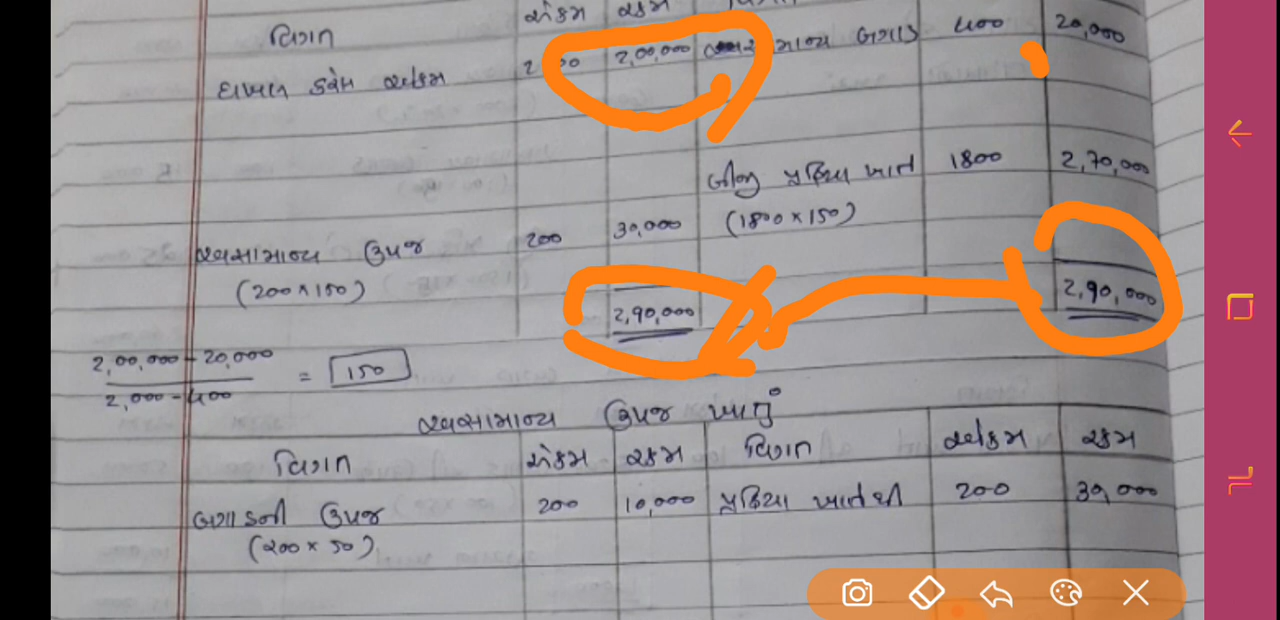 વિગત એકમ રકમ
દાખલ કરેલ એકમ 2,00,000 સામાન્ય બગાડ 400 20,000
બીજી પ્રક્રિયા ખાતે 1800 2,70,000
(1800 x 150)
અસામાન્ય ઉપજ 200 30,000
(200 x 150)
2,90,000 2,90,000
2,00,000 - 20,000
2,000 - 400
= 150
અસામાન્ય ઉપજ ખાતું
વિગત એકમ રકમ વિગત એકમ રકમ
બગાડની ઉપજ 200 10,000 પ્રક્રિયા ખાતેથી 200 30,000
(200 x 50)